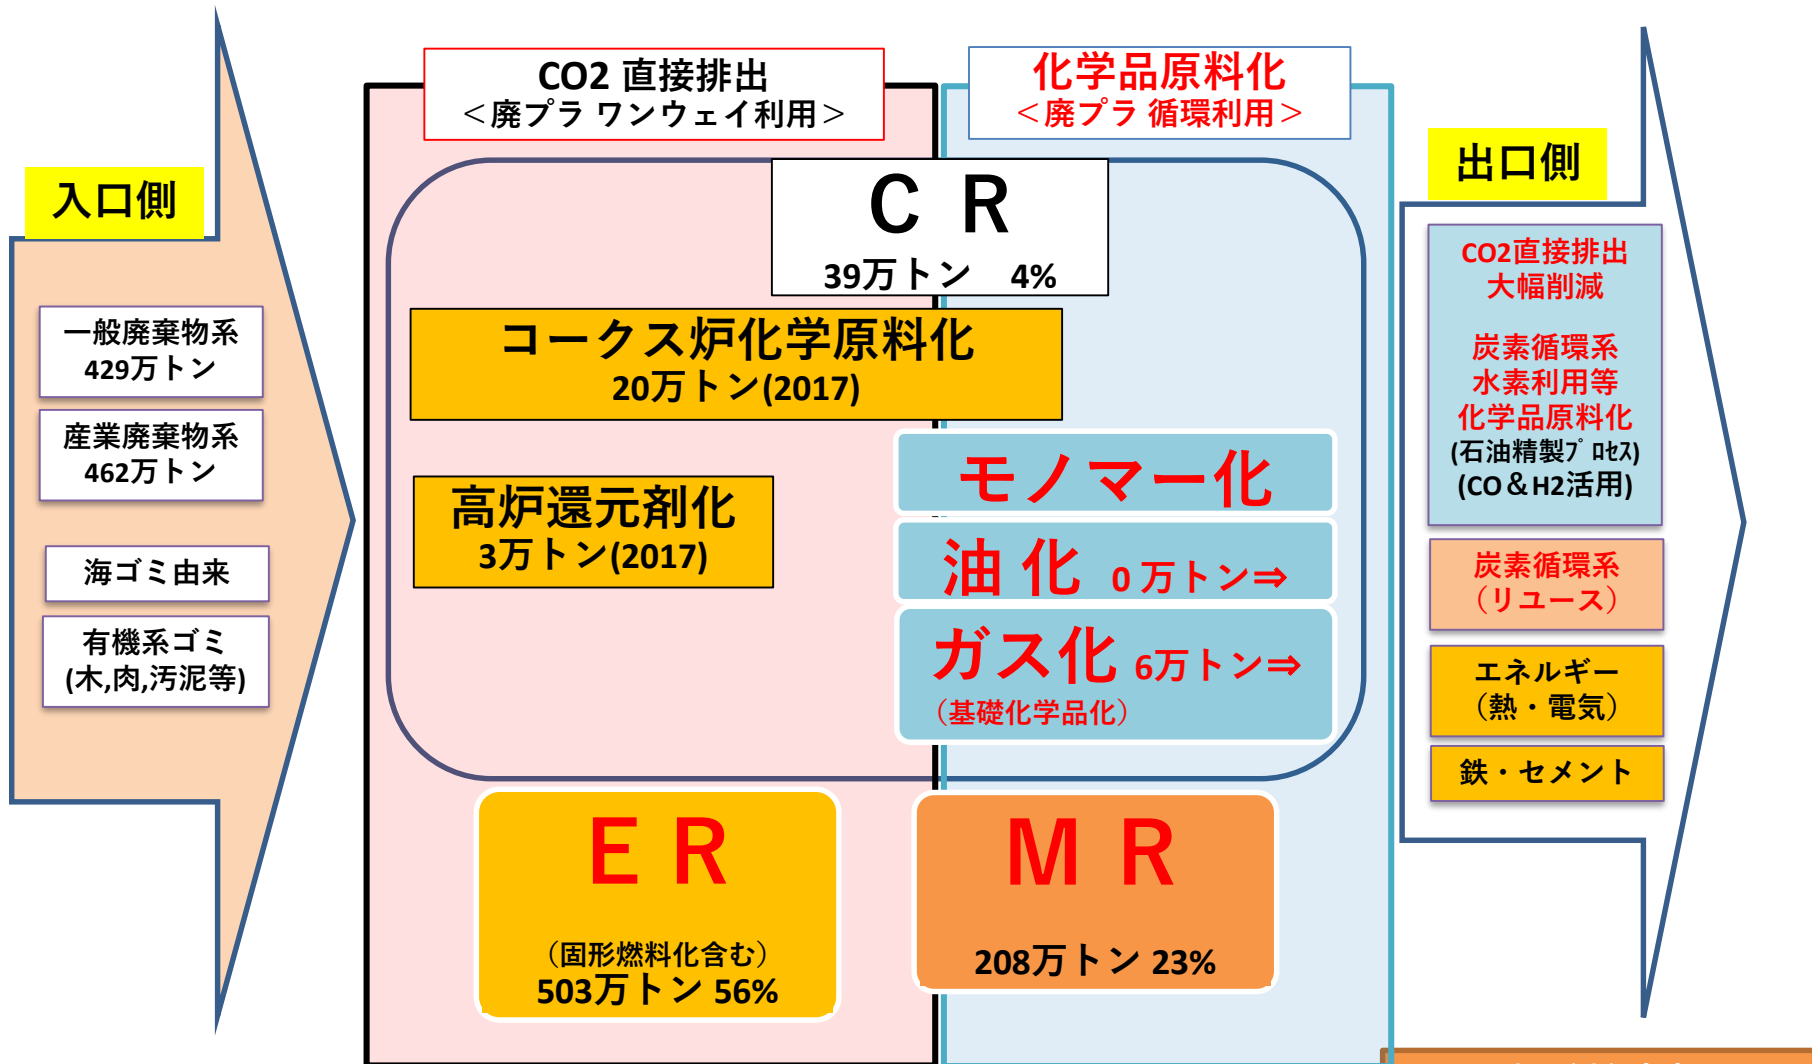 入口側
一般廃棄物系
429万トン
産業廃棄物系
462万トン
海ゴミ由来
有機系ゴミ
(木,肉,汚泥等)
CO2 直接排出
＜廃プラ ワンウェイ利用＞
化学品原料化
＜廃プラ 循環利用＞
ＣＲ
39万トン　4%
コークス炉化学原料化
20万トン(2017)
高炉還元剤化
3万トン(2017)
モノマー化
油 化 0 万トン⇒
ガス化 6万トン⇒
（基礎化学品化）
ＥＲ
（固形燃料化含む）
503万トン 56%
ＭＲ
208万トン 23%
出口側
CO2直接排出
大幅削減
炭素循環系
水素利用等
化学品原料化
(石油精製ﾌﾟﾛｾｽ)
(CO＆H2活用)
炭素循環系
（リユース）
エネルギー
（熱・電気）
鉄・セメント